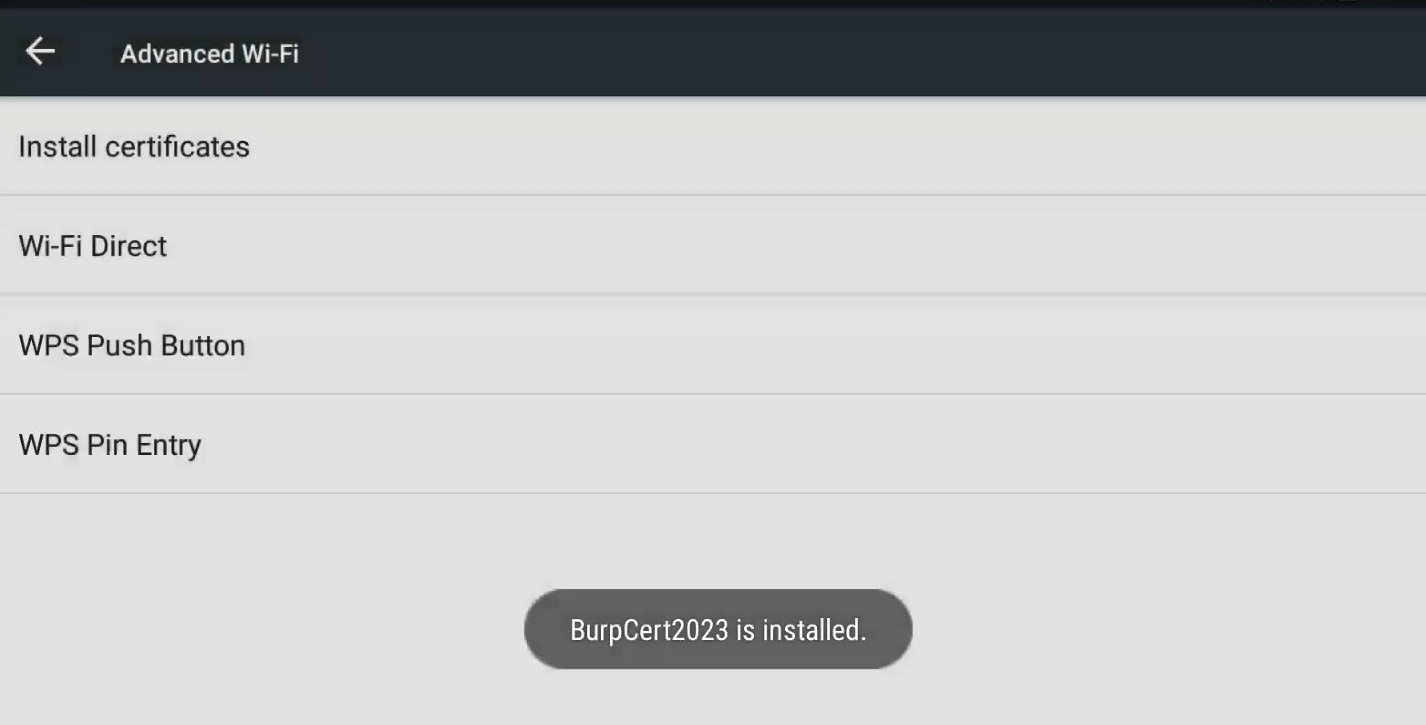 Advanced Wi-Fi
Install certificates
Wi-Fi Direct
WPS Push Button
WPS Pin Entry
BurpCert2023 is installed.